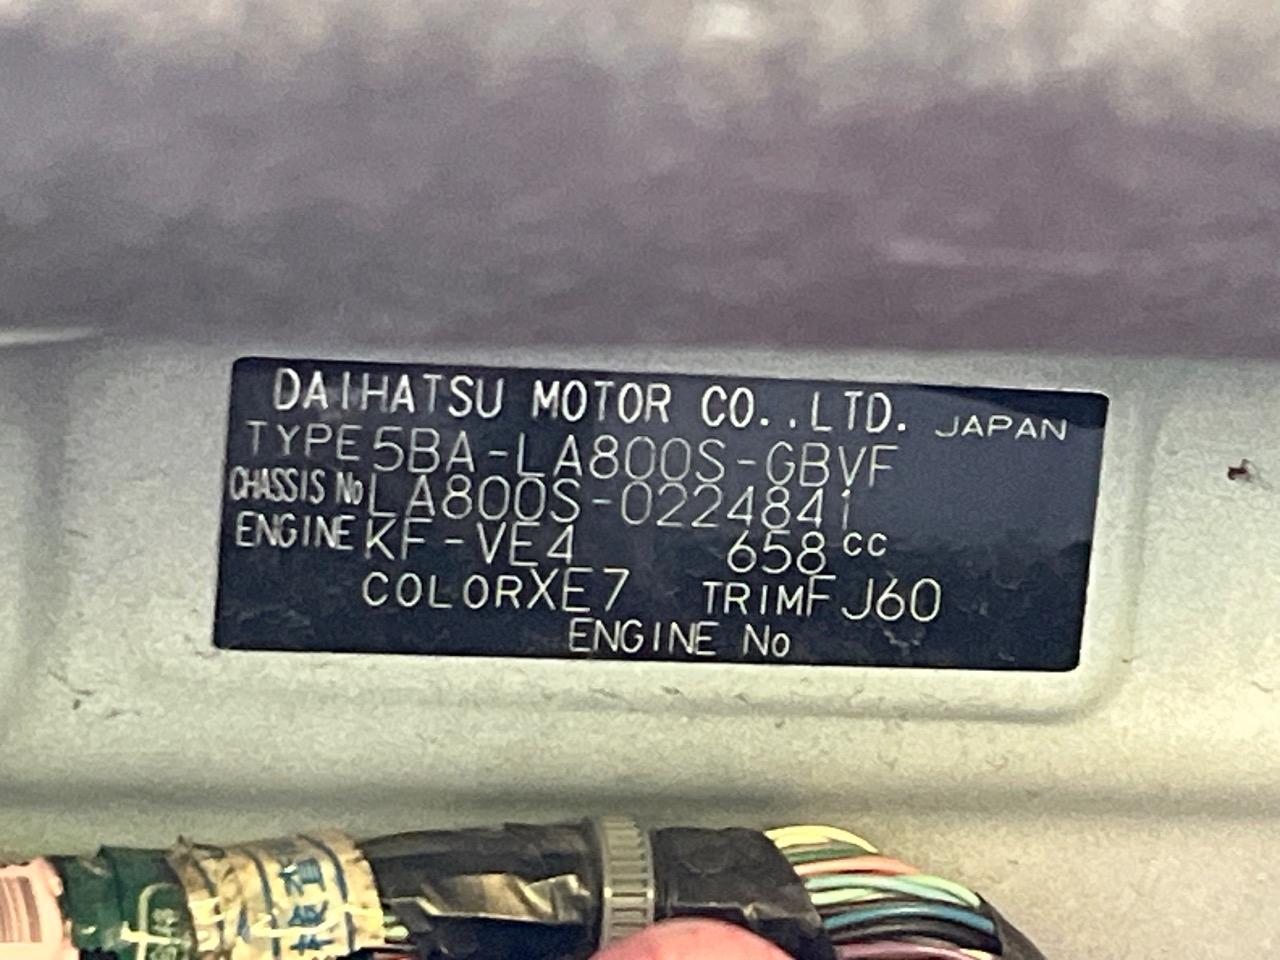 DAIHATSU MOTOR CO.,LTD. JAPAN
TYPE 5BA-LA800S-GBVF
CHASSIS No LA800S-0224841
ENGINE KF-VE4 658 cc
COLOR XE7 TRIM FJ60
ENGINE No